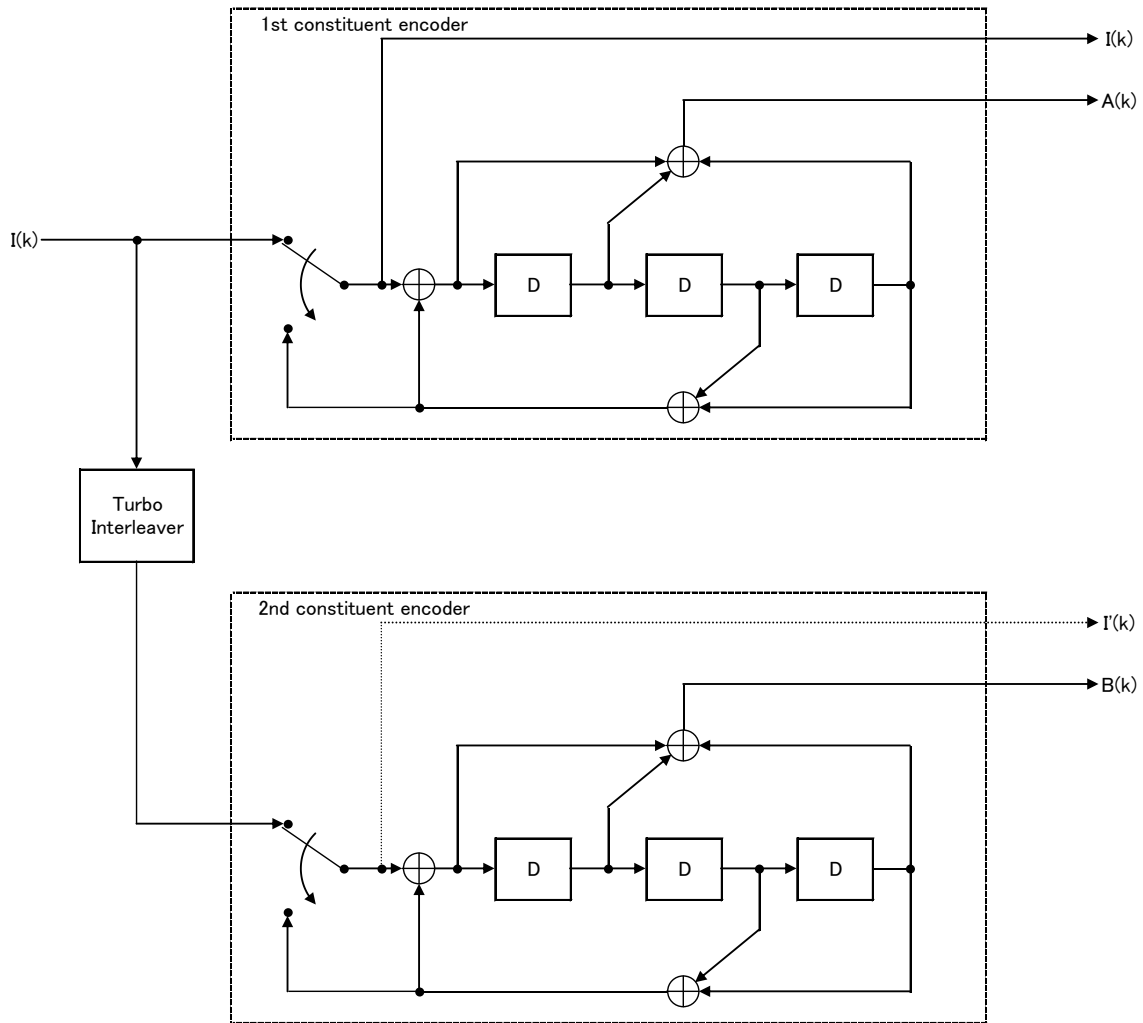 1st constituent encoder
I(k)
A(k)
I(k)
D
D
D
Turbo
Interleaver
2nd constituent encoder
I'(k)
B(k)
D
D
D